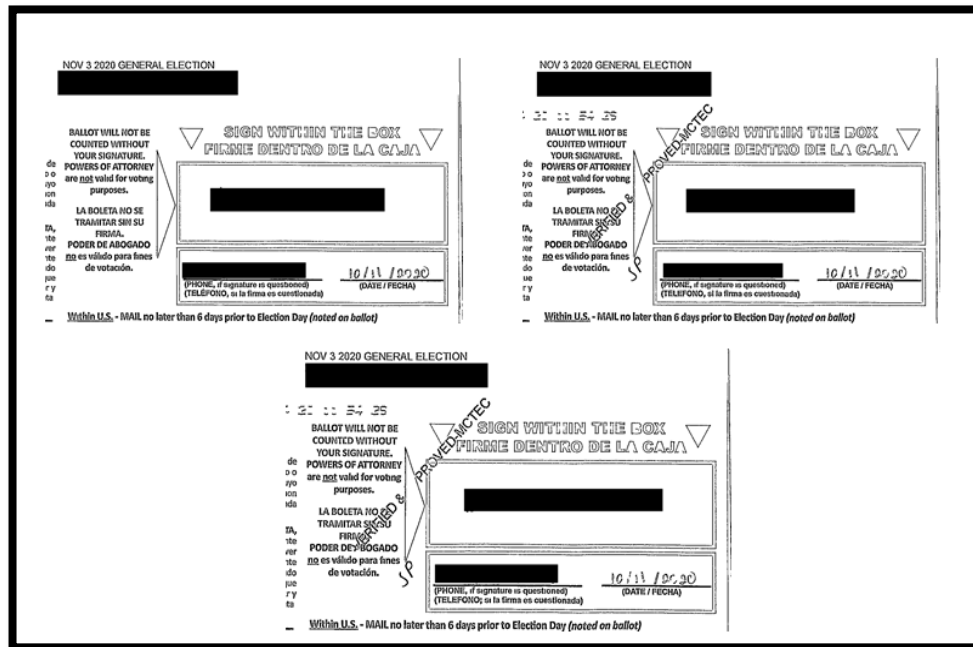 NOV 3 2020 GENERAL ELECTION
BALLOT WILL NOT BE
COUNTED WITHOUT
YOUR SIGNATURE.
POWERS OF ATTORNEY
are not valid for voting
purposes.
LA BOLETA NO SE
TRAMITAR SIN SU
FIRMA.
PODER DE ABOGADO
no es válido para fines
de votación.
SIGN WITHIN THE BOX
FIRME DENTRO DE LA CAJA
10/11/2020
(PHONE, if signature is questioned)
(DATE / FECHA)
(TELÉFONO, si la firma es cuestionada)
Within U.S. - MAIL no later than 6 days prior to Election Day (noted on ballot)
NOV 3 2020 GENERAL ELECTION
BALLOT WILL NOT BE
COUNTED WITHOUT
YOUR SIGNATURE.
POWERS OF ATTORNEY
are not valid for voting
purposes.
LA BOLETA NO SE
TRAMITAR SIN SU
FIRMA.
PODER DE ABOGADO
no es válido para fines
de votación.
VERIFIED & PROVED-MCTEC
SP
SIGN WITHIN THE BOX
FIRME DENTRO DE LA CAJA
10/11/2020
(PHONE, if signature is questioned)
(DATE / FECHA)
(TELÉFONO, si la firma es cuestionada)
Within U.S. - MAIL no later than 6 days prior to Election Day (noted on ballot)
NOV 3 2020 GENERAL ELECTION
BALLOT WILL NOT BE
COUNTED WITHOUT
YOUR SIGNATURE.
POWERS OF ATTORNEY
are not valid for voting
purposes.
LA BOLETA NO SE
TRAMITAR SIN SU
FIRMA.
PODER DE ABOGADO
no es válido para fines
de votación.
VERIFIED & PROVED-MCTEC
SP
SIGN WITHIN THE BOX
FIRME DENTRO DE LA CAJA
10/11/2020
(PHONE, if signature is questioned)
(DATE / FECHA)
(TELEFONO; si la firma es cuestionada)
Within U.S. - MAIL no later than 6 days prior to Election Day (noted on ballot)